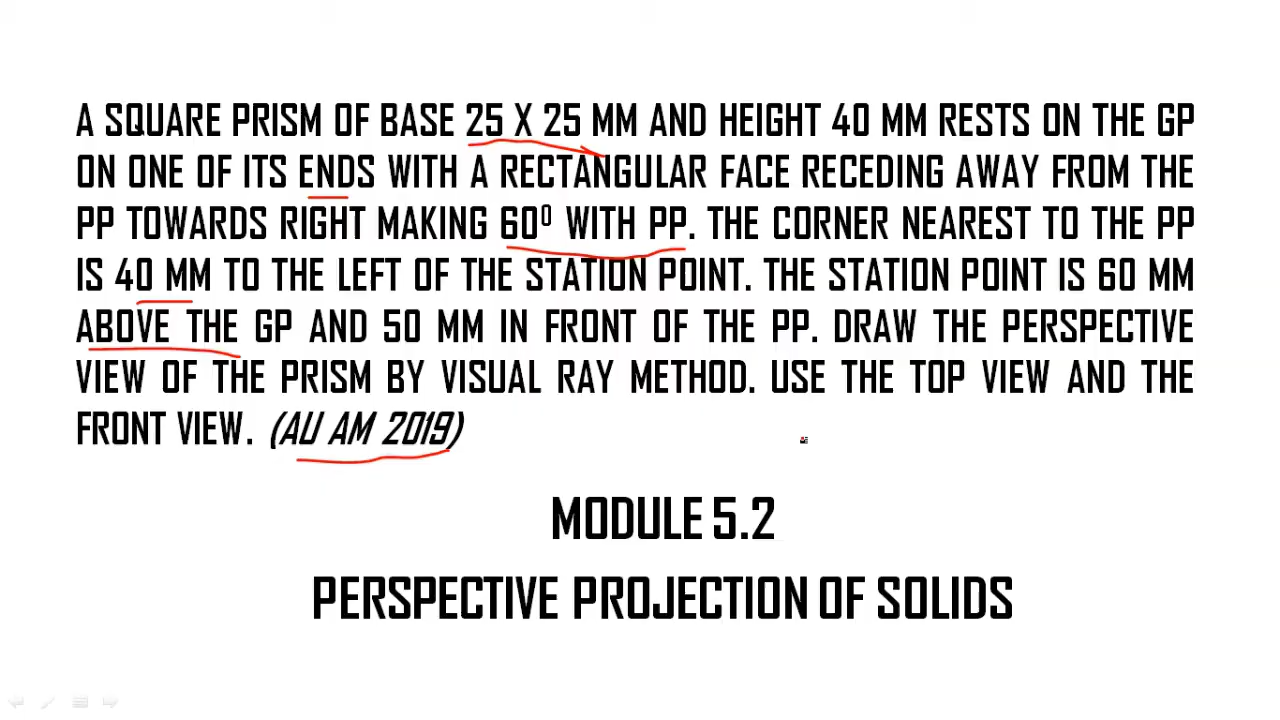 A SQUARE PRISM OF BASE 25 X 25 MM AND HEIGHT 40 MM RESTS ON THE GP
ON ONE OF ITS ENDS WITH A RECTANGULAR FACE RECEDING AWAY FROM THE
PP TOWARDS RIGHT MAKING 60⁰ WITH PP. THE CORNER NEAREST TO THE PP
IS 40 MM TO THE LEFT OF THE STATION POINT. THE STATION POINT IS 60 MM
ABOVE THE GP AND 50 MM IN FRONT OF THE PP. DRAW THE PERSPECTIVE
VIEW OF THE PRISM BY VISUAL RAY METHOD. USE THE TOP VIEW AND THE
FRONT VIEW. (AU AM 2019)
MODULE 5.2
PERSPECTIVE PROJECTION OF SOLIDS